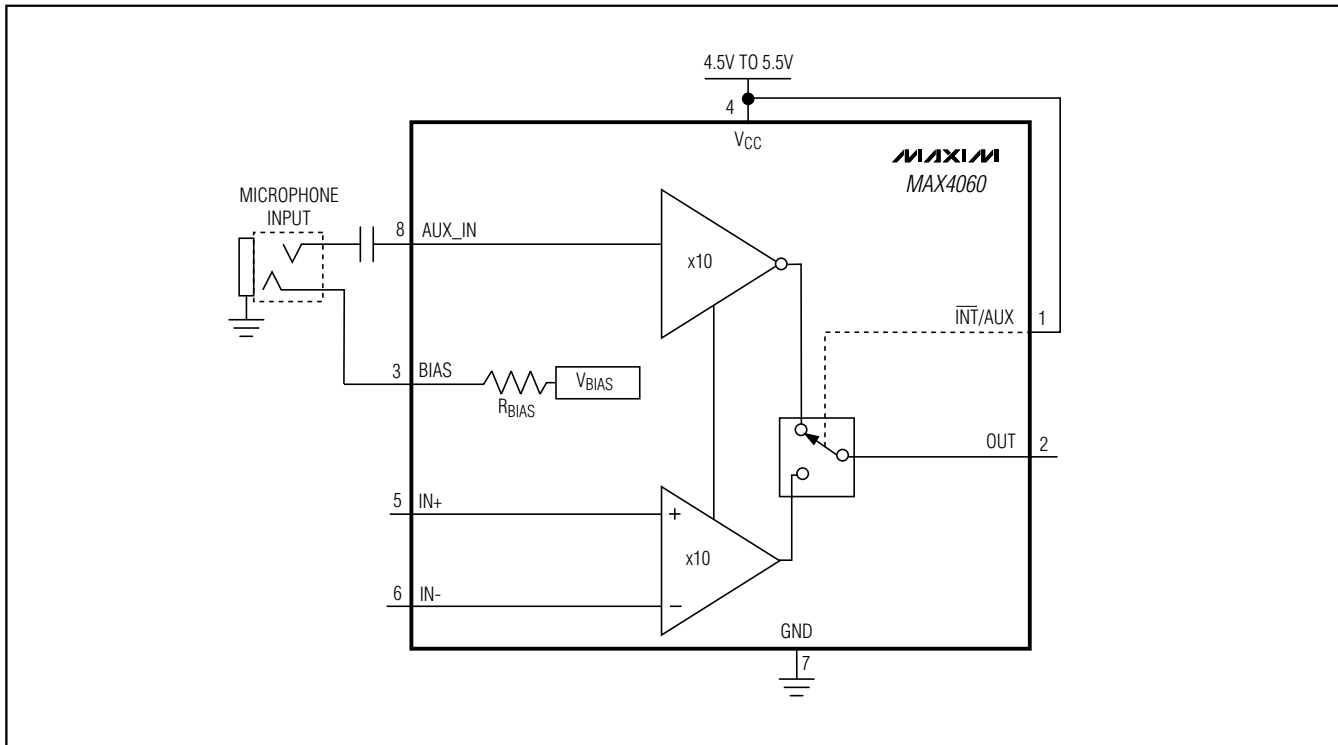 4.5V TO 5.5V
4
VCC
MAXIM
MAX4060
MICROPHONE
INPUT
8 AUX_IN
x10
INT/AUX 1
3 BIAS
VBIAS
RBIAS
OUT 2
5 IN+
+
x10
6 IN-
−
GND
7